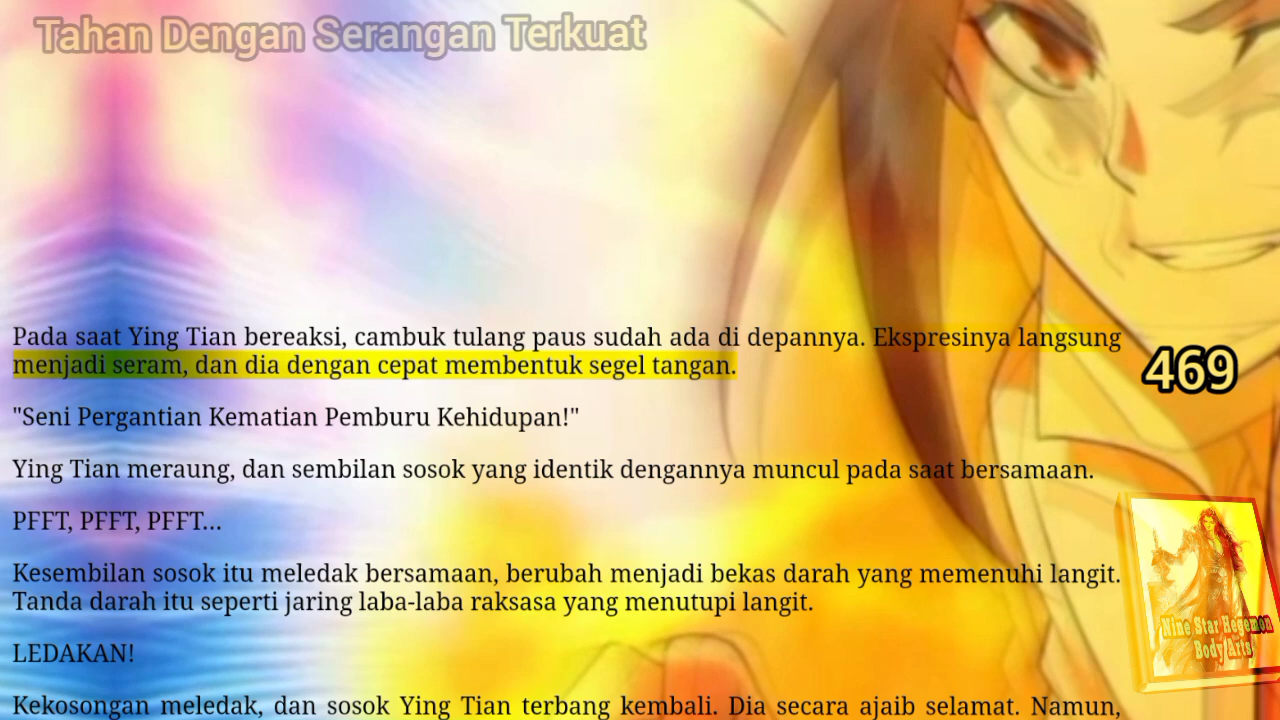 Tahan Dengan Serangan Terkuat
Pada saat Ying Tian bereaksi, cambuk tulang paus sudah ada di depannya. Ekspresinya langsung
menjadi seram, dan dia dengan cepat membentuk segel tangan.
469
"Seni Pergantian Kematian Pemburu Kehidupan!"
Ying Tian meraung, dan sembilan sosok yang identik dengannya muncul pada saat bersamaan.
PFFT, PFFT, PFFT...
Kesembilan sosok itu meledak bersamaan, berubah menjadi bekas darah yang memenuhi langit.
Tanda darah itu seperti jaring laba-laba raksasa yang menutupi langit.
Nine Star Hegemon
Body Arts
LEDAKAN!
Kekosongan meledak, dan sosok Ying Tian terbang kembali. Dia secara ajaib selamat. Namun,